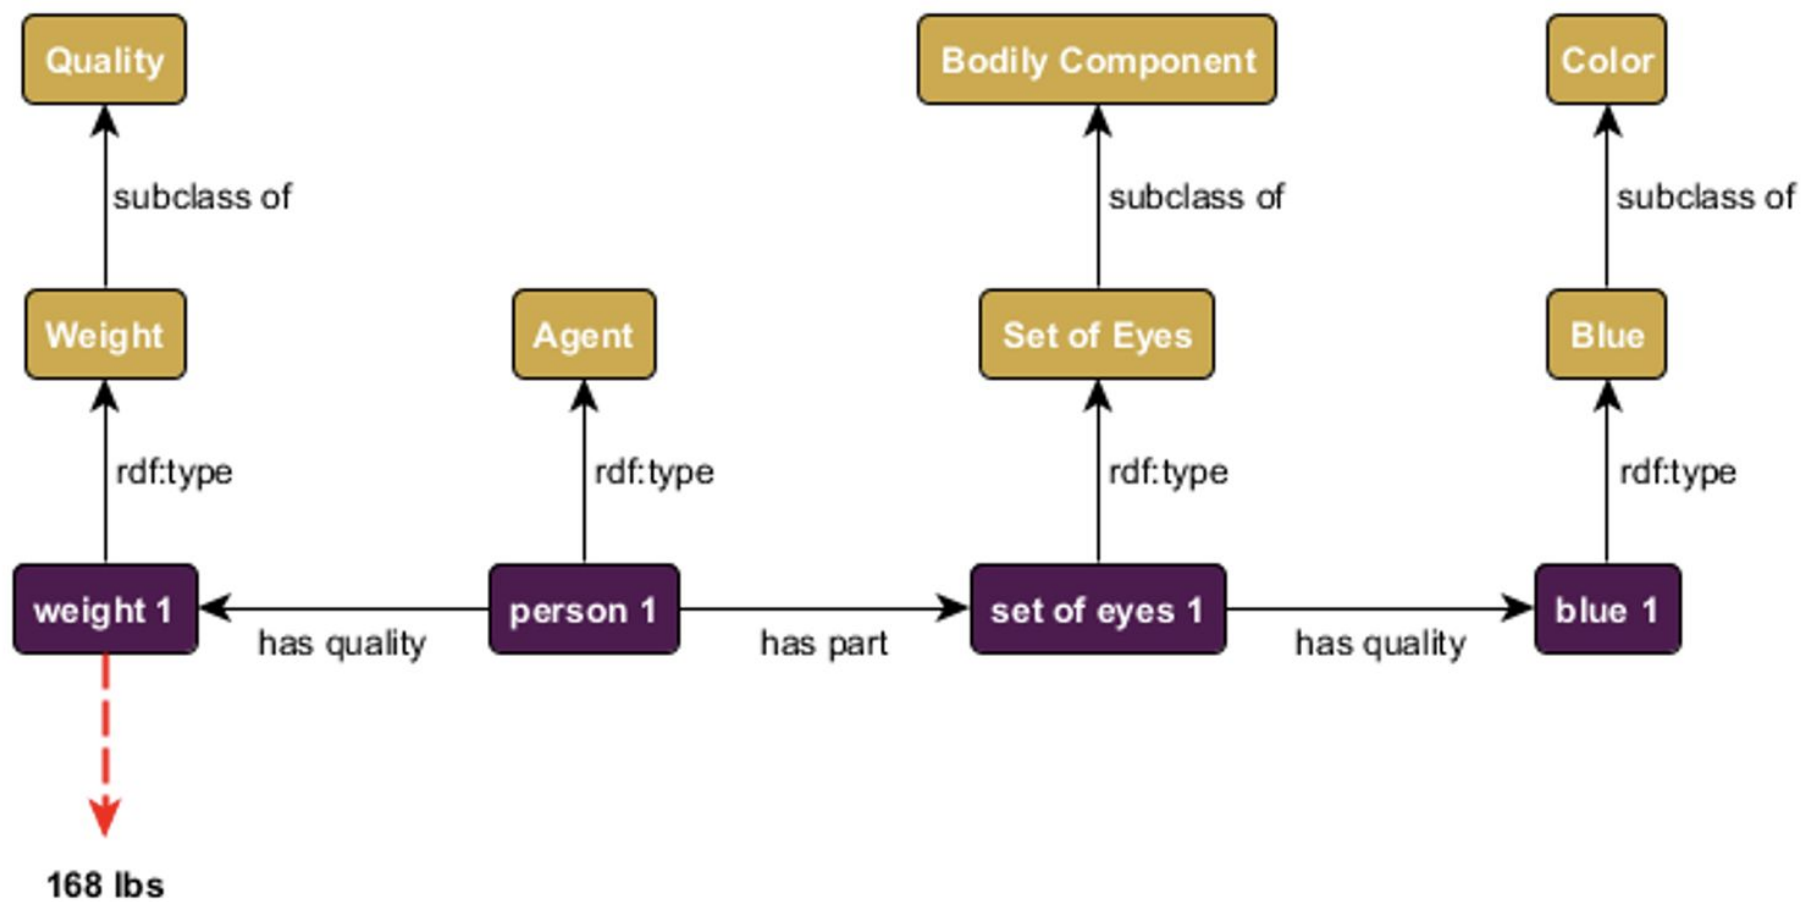 Quality
Bodily Component
Color
subclass of
subclass of
subclass of
Weight
Agent
Set of Eyes
Blue
rdf:type
rdf:type
rdf:type
rdf:type
weight 1
person 1
set of eyes 1
blue 1
has quality
has part
has quality
168 lbs